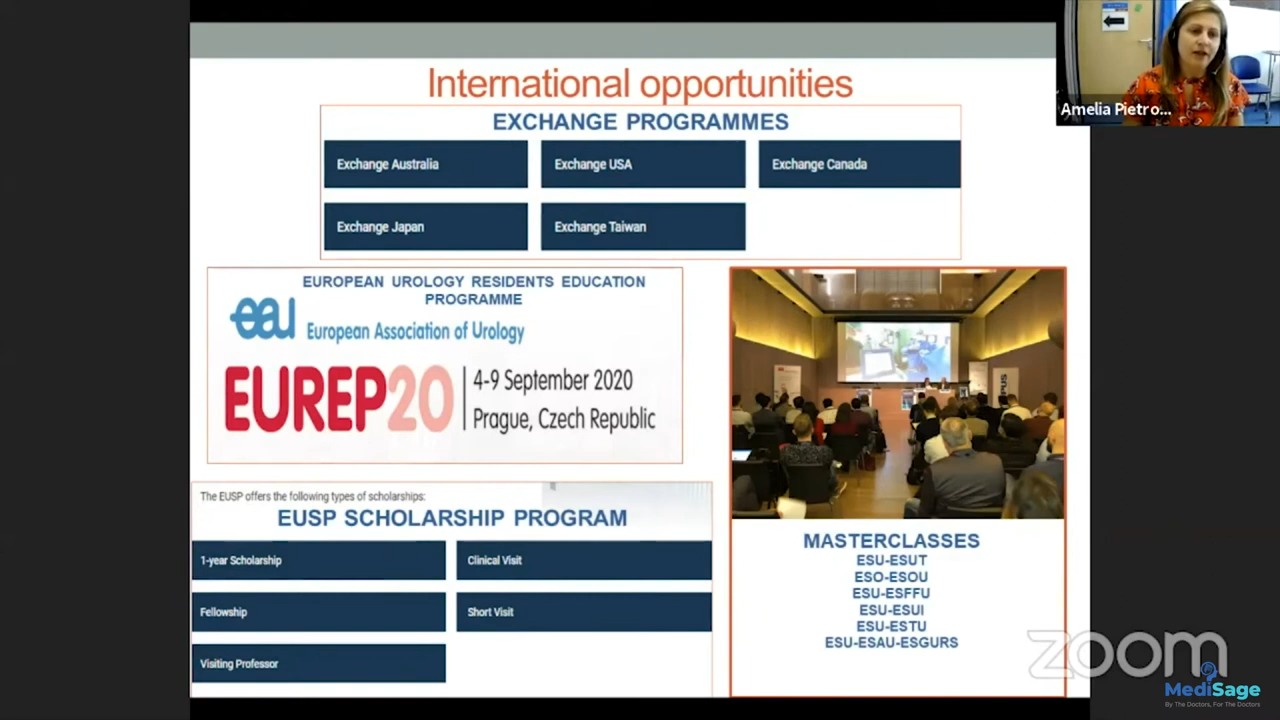 International opportunities
EXCHANGE PROGRAMMES
Exchange Australia
Exchange USA
Exchange Canada
Exchange Japan
Exchange Taiwan
EUROPEAN UROLOGY RESIDENTS EDUCATION
PROGRAMME
eau
European Association of Urology
EUREP20
4-9 September 2020
Prague, Czech Republic
The EUSP offers the following types of scholarships:
EUSP SCHOLARSHIP PROGRAM
1-year Scholarship
Clinical Visit
Fellowship
Short Visit
Visiting Professor
MASTERCLASSES
ESU-ESUT
ESO-ESOU
ESU-ESFFU
ESU-ESUI
ESU-ESTU
ESU-ESAU-ESGURS
Amelia Pietro...
zoom
MediSage
By The Doctors, For The Doctors